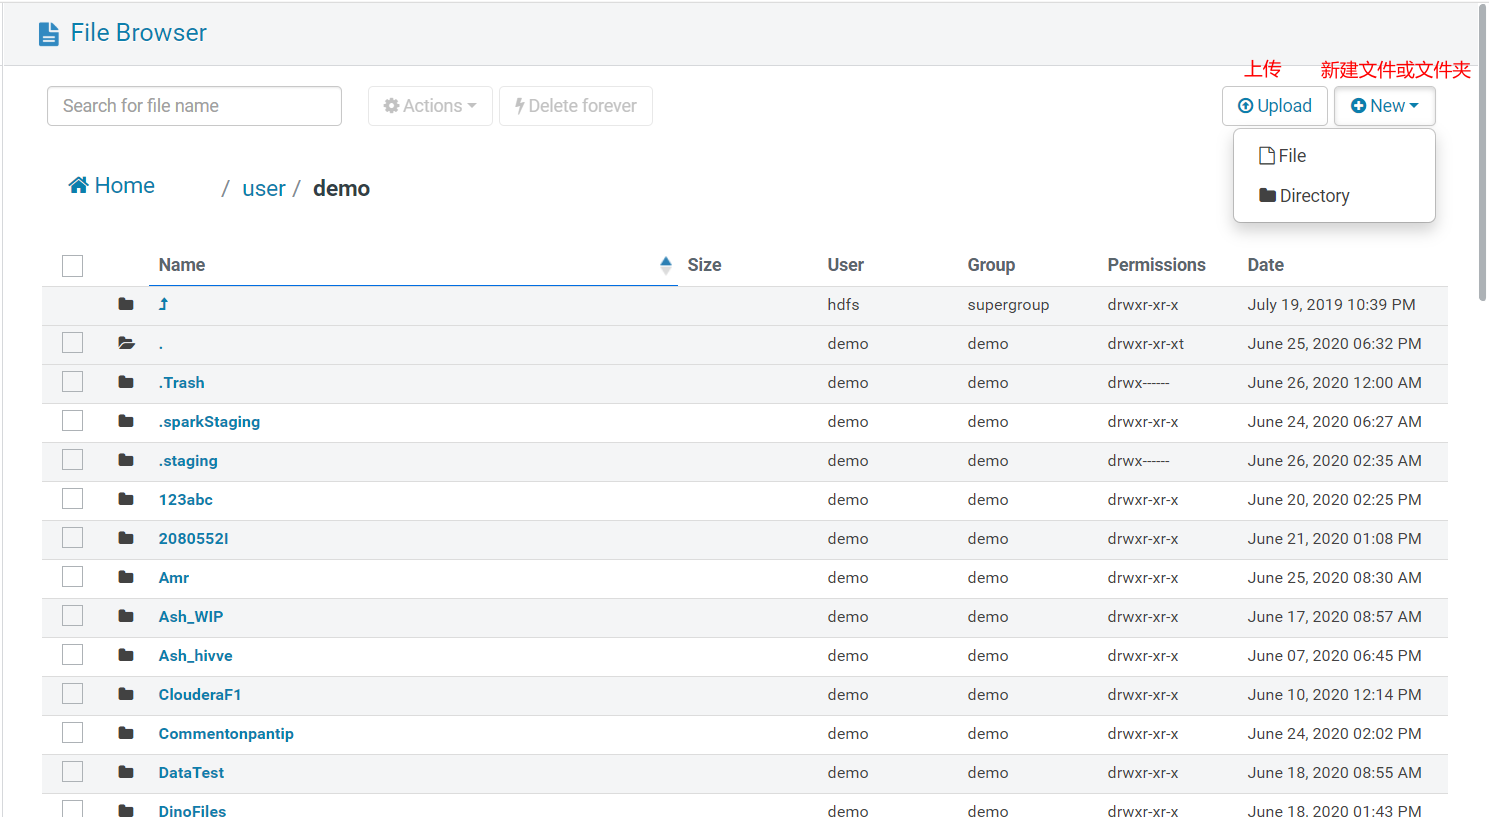 File Browser
上传 新建文件或文件夹
Search for file name Actions Delete forever Upload New
File
Directory
Home / user / demo
Name Size User Group Permissions Date
hdfs supergroup drwxr-xr-x July 19, 2019 10:39 PM
. demo demo drwxr-xr-xt June 25, 2020 06:32 PM
.Trash demo demo drwx------ June 26, 2020 12:00 AM
.sparkStaging demo demo drwxr-xr-x June 24, 2020 06:27 AM
.staging demo demo drwx------ June 26, 2020 02:35 AM
123abc demo demo drwxr-xr-x June 20, 2020 02:25 PM
2080552I demo demo drwxr-xr-x June 21, 2020 01:08 PM
Amr demo demo drwxr-xr-x June 25, 2020 08:30 AM
Ash_WIP demo demo drwxr-xr-x June 17, 2020 08:57 AM
Ash_hivve demo demo drwxr-xr-x June 07, 2020 06:45 PM
ClouderaF1 demo demo drwxr-xr-x June 10, 2020 12:14 PM
Commentonpantip demo demo drwxr-xr-x June 24, 2020 02:02 PM
DataTest demo demo drwxr-xr-x June 18, 2020 08:55 AM
DinoFiles demo demo drwxr-xr-x June 18, 2020 01:43 PM